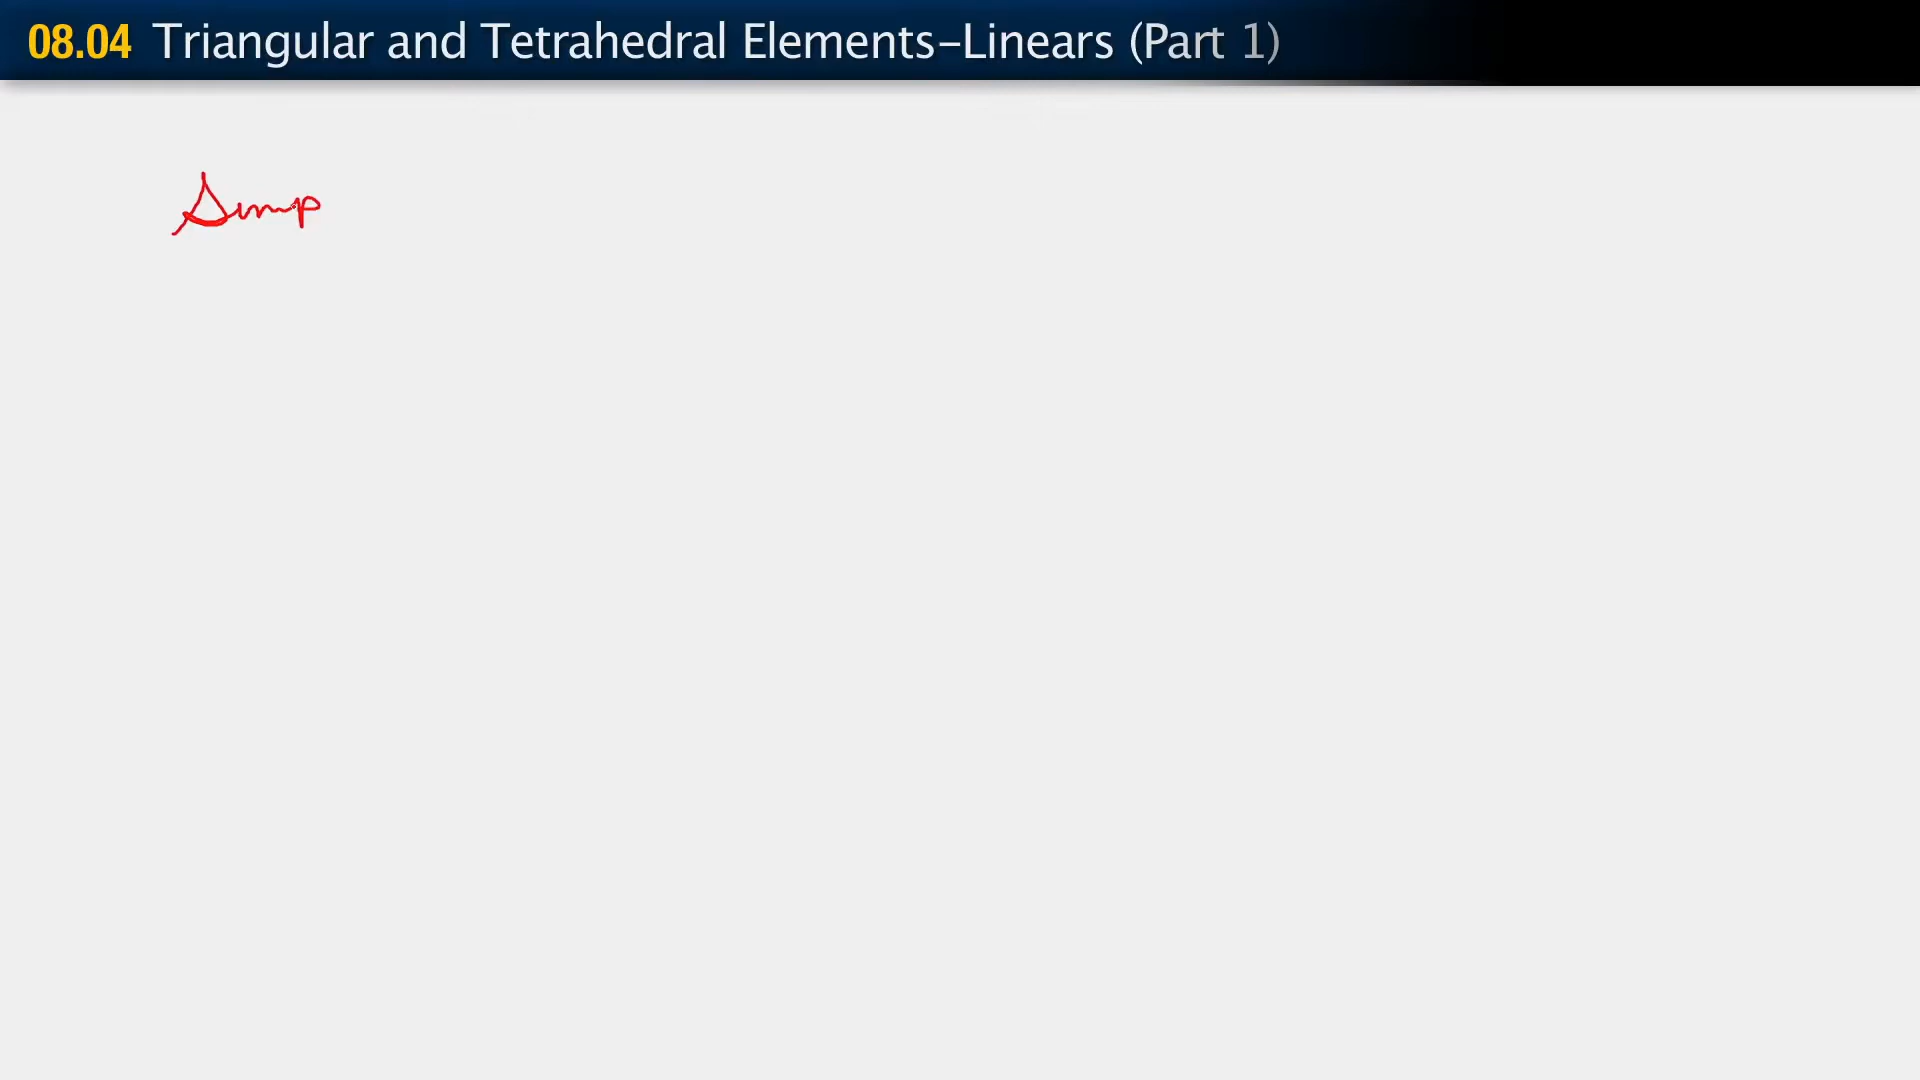 08.04 Triangular and Tetrahedral Elements–Linears (Part 1)
Simp